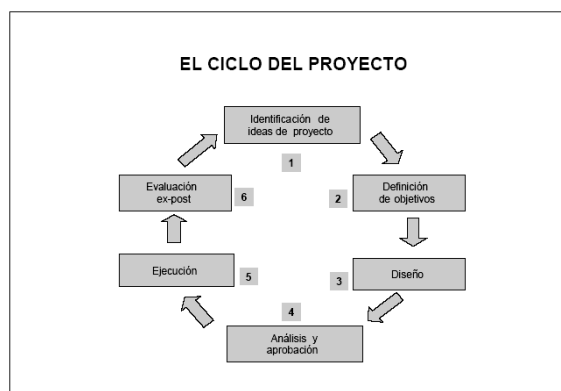 EL CICLO DEL PROYECTO
Identificación de
ideas de proyecto
1
Definición
de objetivos
2
Diseño
3
Análisis y
aprobación
4
Ejecución
5
Evaluación
ex-post
6